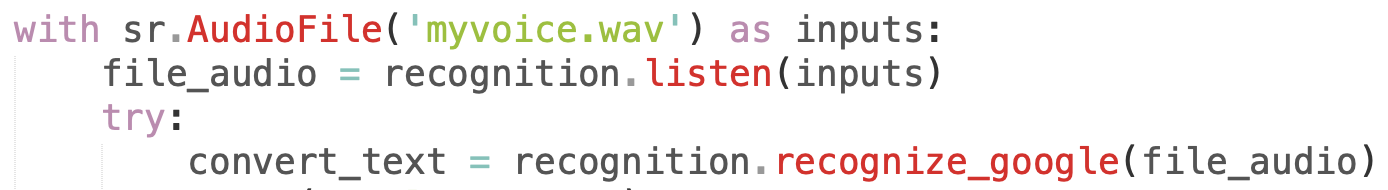 with sr.AudioFile('myvoice.wav') as inputs:
    file_audio = recognition.listen(inputs)
    try:
        convert_text = recognition.recognize_google(file_audio)